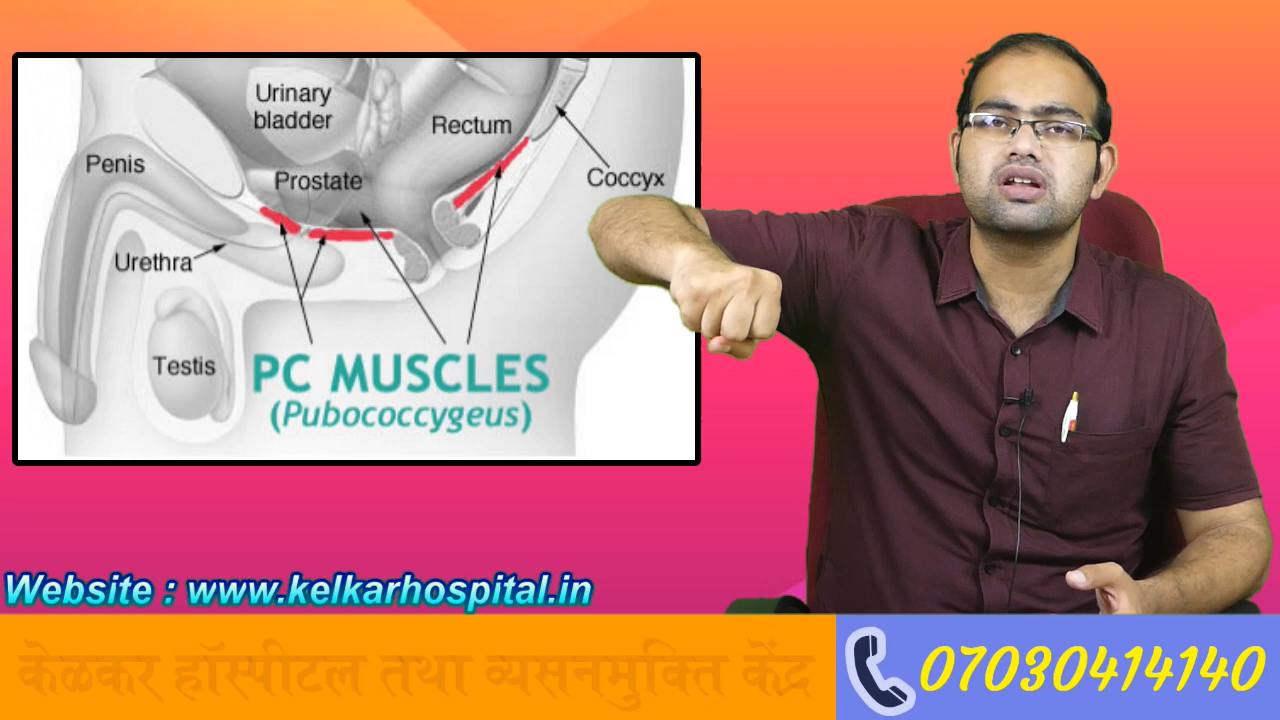 Urinary
bladder
Rectum
Penis
Prostate
Coccyx
Urethra
Testis
PC MUSCLES
(Pubococcygeus)
Website : www.kelkarhospital.in
केळकर हॉस्पीटल तथा व्यसनमुक्ति केंद्र
07030414140